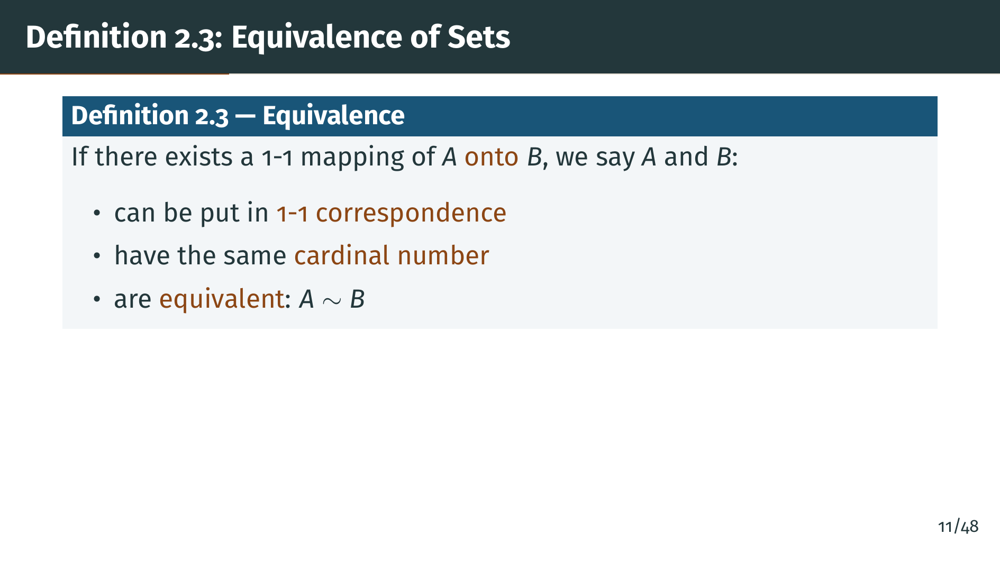 Definition 2.3: Equivalence of Sets
Definition 2.3 — Equivalence
If there exists a 1-1 mapping of A onto B, we say A and B:
• can be put in 1-1 correspondence
• have the same cardinal number
• are equivalent: A ∼ B
11/48